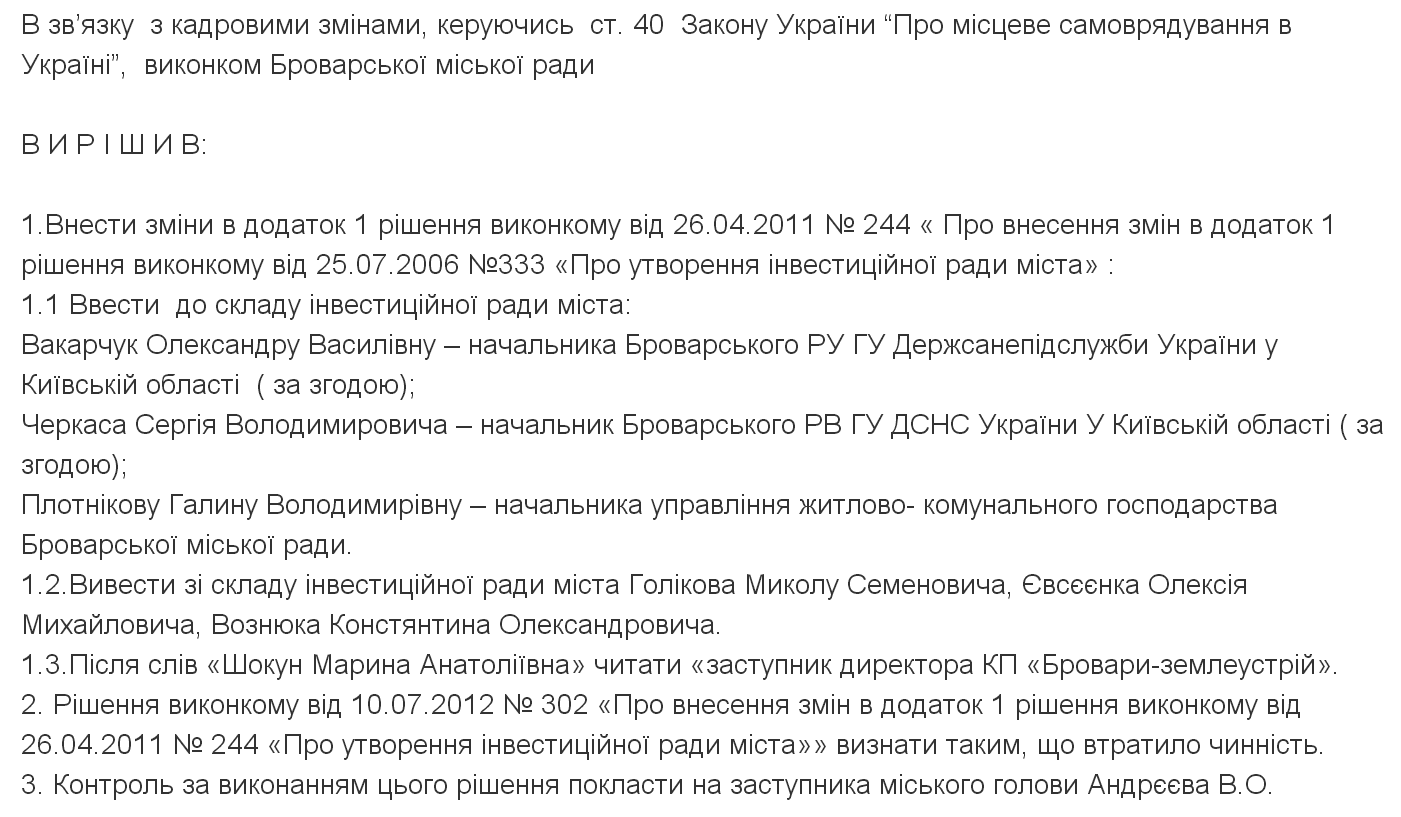 В зв’язку  з кадровими змінами, керуючись  ст. 40  Закону України “Про місцеве самоврядування в
Україні”,  виконком Броварської міської ради
В И Р І Ш И В:
1.Внести зміни в додаток 1 рішення виконкому від 26.04.2011 № 244 « Про внесення змін в додаток 1
рішення виконкому від 25.07.2006 №333 «Про утворення інвестиційної ради міста» :
1.1 Ввести  до складу інвестиційної ради міста:
Вакарчук Олександру Василівну – начальника Броварського РУ ГУ Держсанепідслужби України у
Київській області  ( за згодою);
Черкаса Сергія Володимировича – начальник Броварського РВ ГУ ДСНС України У Київській області ( за
згодою);
Плотнікову Галину Володимирівну – начальника управління житлово- комунального господарства
Броварської міської ради.
1.2.Вивести зі складу інвестиційної ради міста Голікова Миколу Семеновича, Євсєєнка Олексія
Михайловича, Вознюка Констянтина Олександровича.
1.3.Після слів «Шокун Марина Анатоліївна» читати «заступник директора КП «Бровари-землеустрій».
2. Рішення виконкому від 10.07.2012 № 302 «Про внесення змін в додаток 1 рішення виконкому від
26.04.2011 № 244 «Про утворення інвестиційної ради міста»» визнати таким, що втратило чинність.
3. Контроль за виконанням цього рішення покласти на заступника міського голови Андрєєва В.О.